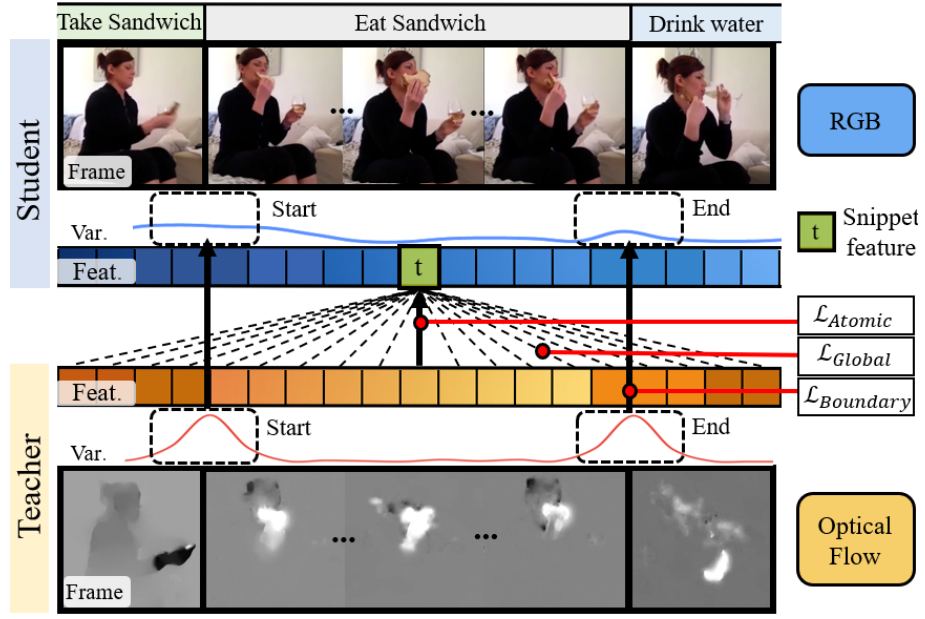 Take Sandwich
Eat Sandwich
Drink water
Student
Frame
RGB
Start
End
Var.
t
Snippet
feature
Feat.
t
ℒ_Atomic
ℒ_Global
ℒ_Boundary
Teacher
Feat.
Start
End
Var.
Optical
Flow
•••
•••
Frame